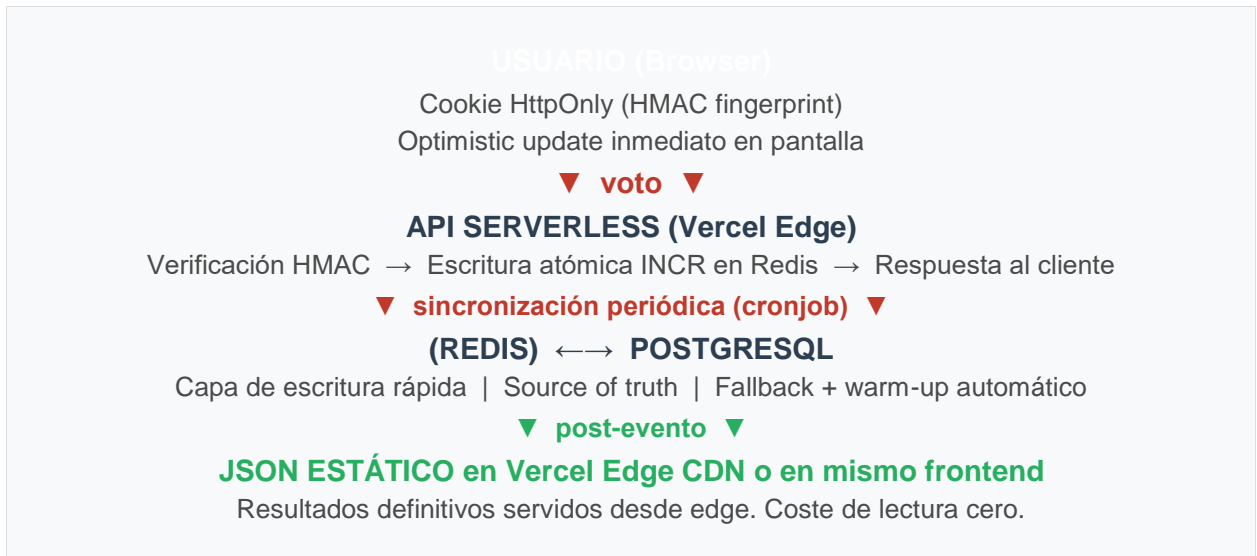 USUARIO (Browser)
Cookie HttpOnly (HMAC fingerprint)
Optimistic update inmediato en pantalla
▼ voto ▼
API SERVERLESS (Vercel Edge)
Verificación HMAC → Escritura atómica INCR en Redis → Respuesta al cliente
▼ sincronización periódica (cronjob) ▼
(REDIS) ←→ POSTGRESQL
Capa de escritura rápida | Source of truth | Fallback + warm-up automático
▼ post-evento ▼
JSON ESTÁTICO en Vercel Edge CDN o en mismo frontend
Resultados definitivos servidos desde edge. Coste de lectura cero.